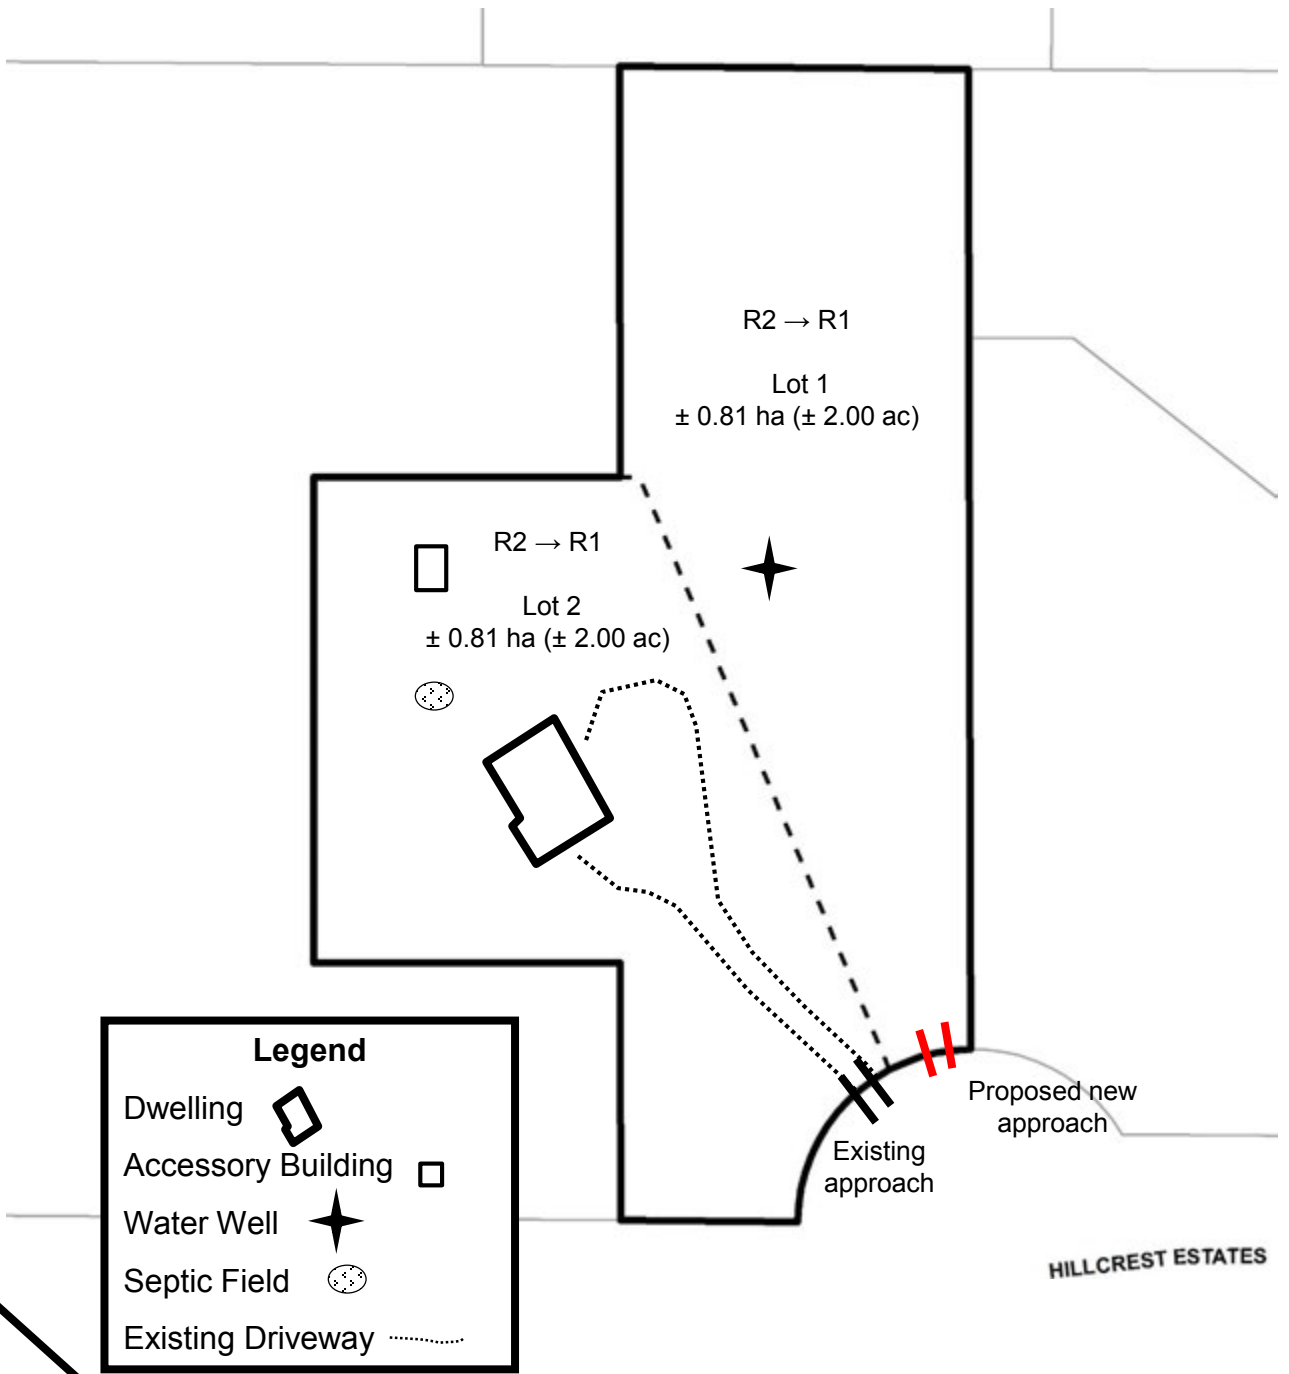 R2 → R1
Lot 1
± 0.81 ha (± 2.00 ac)
R2 → R1
Lot 2
± 0.81 ha (± 2.00 ac)
Proposed new
approach
Existing
approach
HILLCREST ESTATES
Legend
Dwelling
Accessory Building
Water Well
Septic Field
Existing Driveway